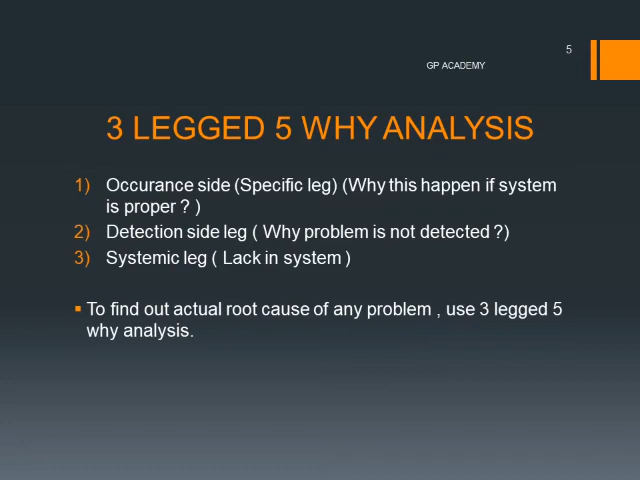 5
GP ACADEMY
3 LEGGED 5 WHY ANALYSIS
1) Occurance side (Specific leg) (Why this happen if system
is proper ? )
2) Detection side leg ( Why problem is not detected ?)
3) Systemic leg ( Lack in system )
▪ To find out actual root cause of any problem , use 3 legged 5
why analysis.